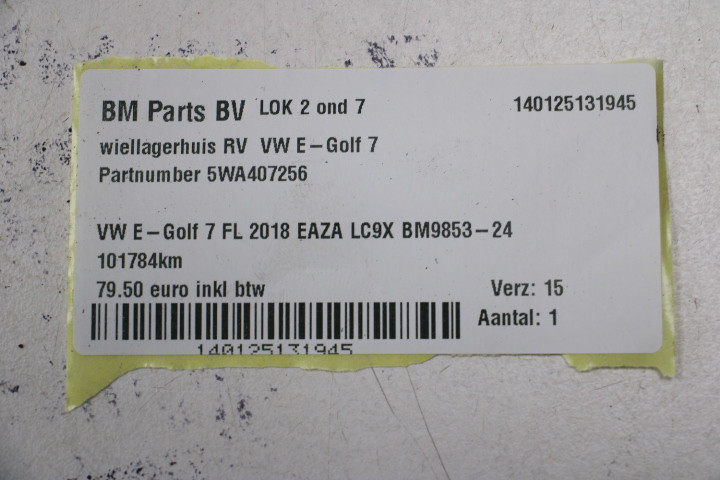 BM Parts BV LOK 2 ond 7 140125131945
wiellagerhuis RV VW E-Golf 7
Partnumber 5WA407256
VW E-Golf 7 FL 2018 EAZA LC9X BM9853-24
101784km
79.50 euro inkl btw Verz: 15
Aantal: 1
140125131945